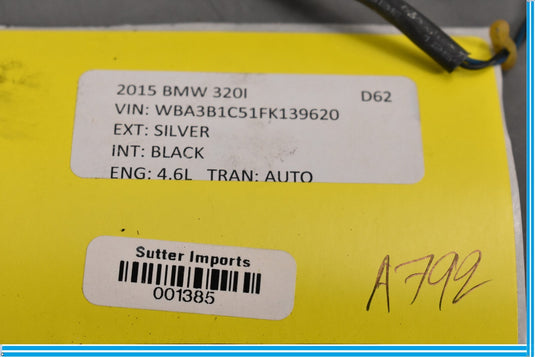 2015 BMW 320I D62
VIN: WBA3B1C51FK139620
EXT: SILVER
INT: BLACK
ENG: 4.6L TRAN: AUTO
Sutter Imports
001385
A792